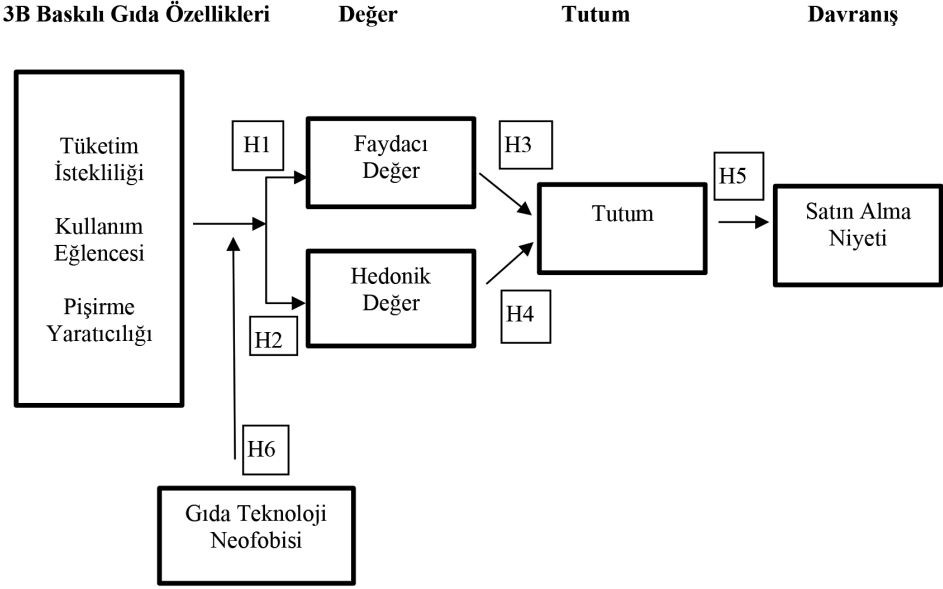 3B Baskılı Gıda Özellikleri Değer Tutum Davranış
Tüketim
İstekliliği
Kullanım
Eğlencesi
Pişirme
Yaratıcılığı
H1
Faydacı
Değer
H3
Hedonik
Değer
H2
H4
Tutum
H5
Satın Alma
Niyeti
H6
Gıda Teknoloji
Neofobisi